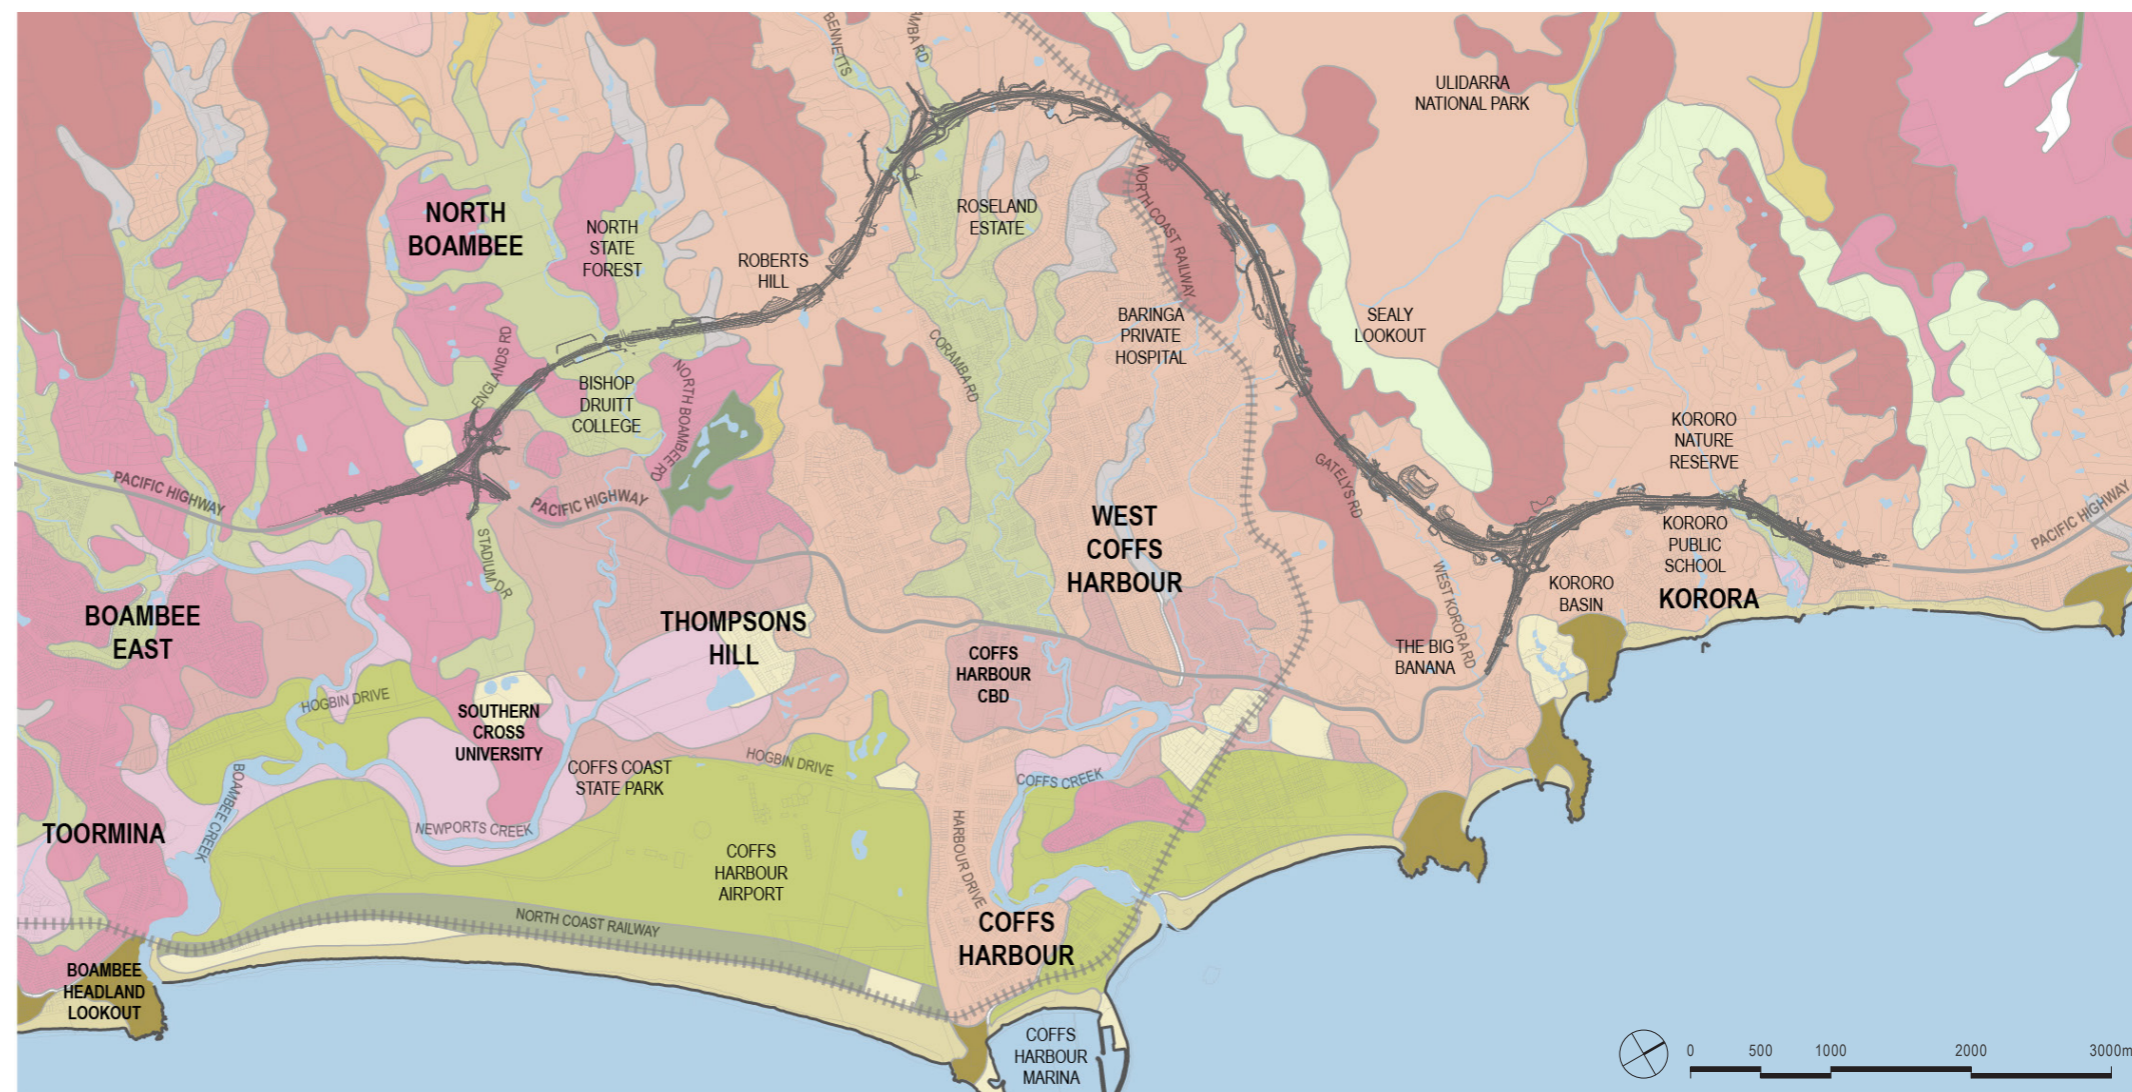 BENNETTS
MBA RD
ULIDARRA
NATIONAL PARK
NORTH
BOAMBEE
NORTH
STATE
FOREST
ROBERTS
HILL
ROSELAND
ESTATE
NORTH COAST RAILWAY
BARINGA
PRIVATE
HOSPITAL
SEALY
LOOKOUT
ENGLANDS RD
BISHOP
DRUITT
COLLEGE
NORTH BOAMBEE RD
CORAMBA RD
KORORO
NATURE
RESERVE
GATELYS RD
PACIFIC HIGHWAY
PACIFIC HIGHWAY
PACIFIC HIGHWAY
STADIUM DR
WEST
COFFS
HARBOUR
KORORO
PUBLIC
SCHOOL
KORORO
BASIN
KORORA
WEST KORORA RD
BOAMBEE
EAST
THOMPSONS
HILL
COFFS
HARBOUR
CBD
THE BIG
BANANA
HOGBIN DRIVE
SOUTHERN
CROSS
UNIVERSITY
COFFS COAST
STATE PARK
HOGBIN DRIVE
COFFS CREEK
BOAMBEE CREEK
TOORMINA
NEWPORTS CREEK
COFFS
HARBOUR
AIRPORT
HARBOUR DRIVE
NORTH COAST RAILWAY
COFFS
HARBOUR
BOAMBEE
HEADLAND
LOOKOUT
COFFS
HARBOUR
MARINA
0 500 1000 2000 3000m